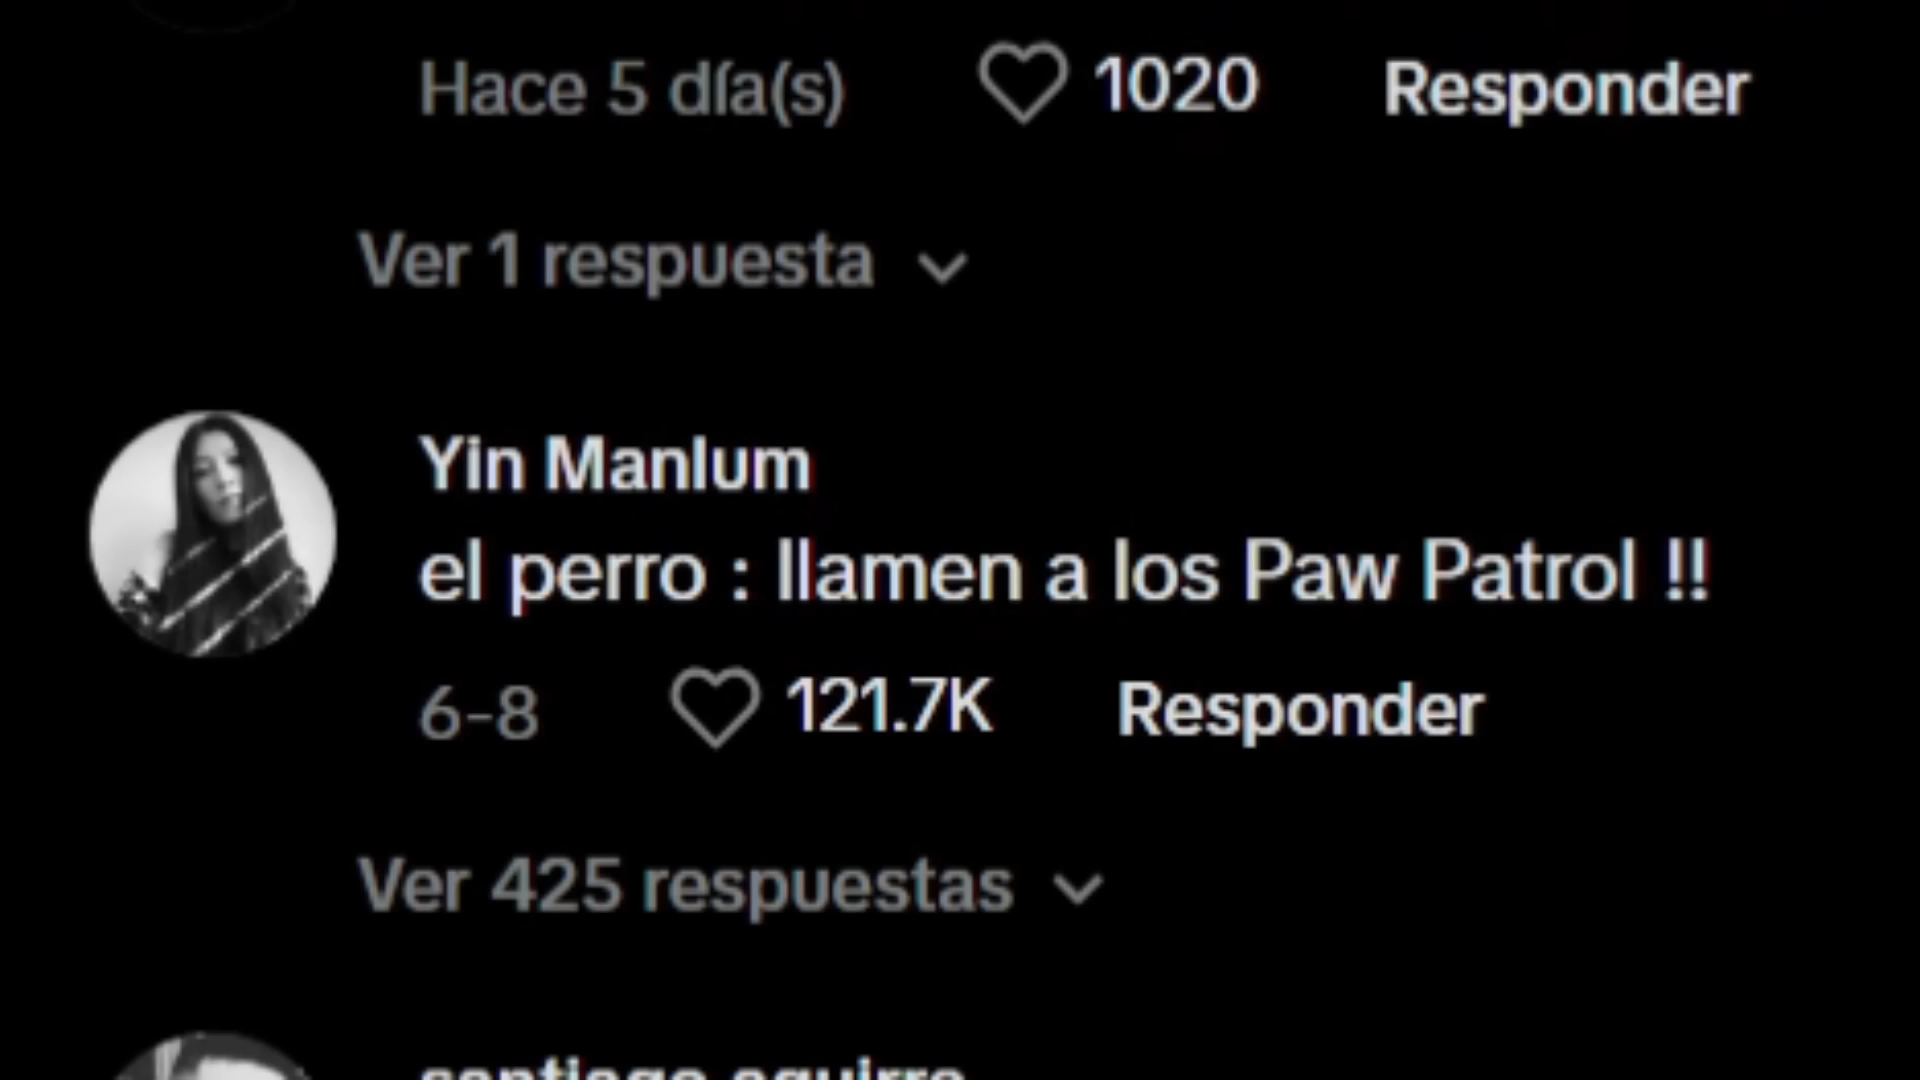 Hace 5 día(s) 1020 Responder
Ver 1 respuesta
Yin Manlum
el perro : llamen a los Paw Patrol !!
6-8 121.7K Responder
Ver 425 respuestas
santiago aguirre